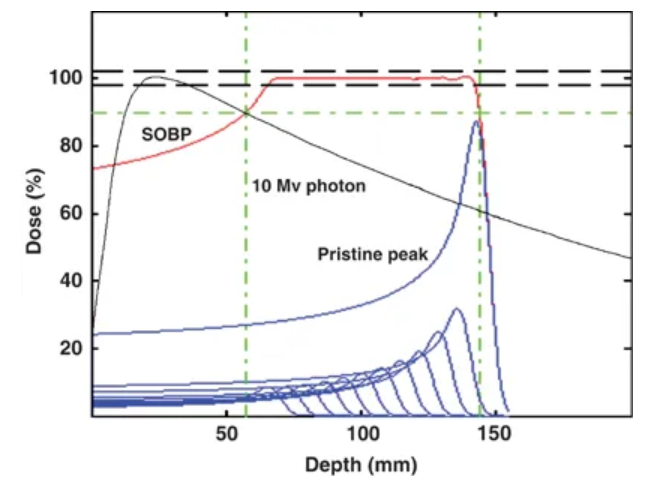 100
SOBP
80
10 Mv photon
60
Pristine peak
40
20
50 100 150
Depth (mm)
Dose (%)